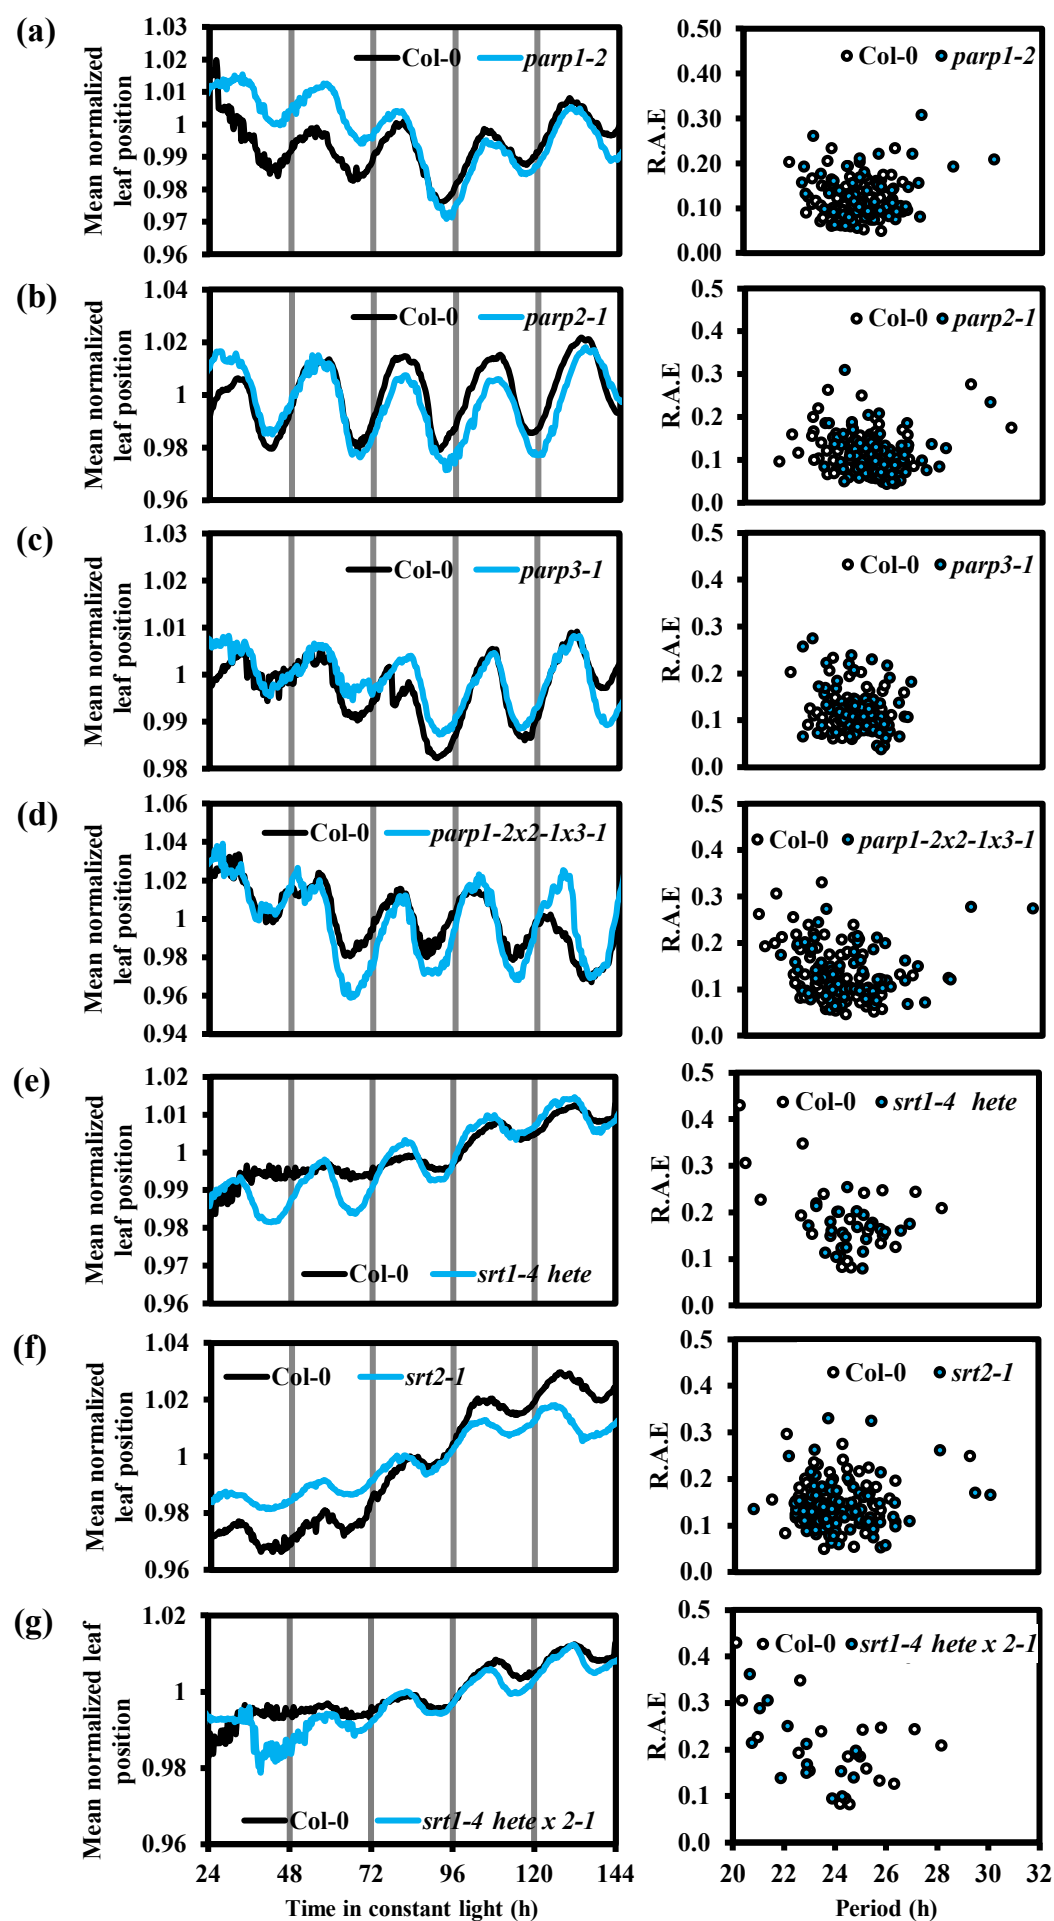 (a)
Mean normalized
leaf position
1.03
1.02
1.01
1
0.99
0.98
0.97
0.96
Col-0 parp1-2
R.A.E
0.50
0.40
0.30
0.20
0.10
0.00
Col-0 parp1-2
(b)
Mean normalized
leaf position
1.04
1.02
1
0.98
0.96
Col-0 parp2-1
R.A.E
0.5
0.4
0.3
0.2
0.1
0.0
Col-0 parp2-1
(c)
Mean normalized
leaf position
1.03
1.02
1.01
1
0.99
0.98
Col-0 parp3-1
R.A.E
0.5
0.4
0.3
0.2
0.1
0.0
Col-0 parp3-1
(d)
Mean normalized
leaf position
1.06
1.04
1.02
1
0.98
0.96
0.94
Col-0 parp1-2x2-1x3-1
R.A.E
0.5
0.4
0.3
0.2
0.1
0.0
Col-0 parp1-2x2-1x3-1
(e)
Mean normalized
leaf position
1.02
1.01
1
0.99
0.98
0.97
0.96
Col-0 srt1-4 hete
R.A.E
0.5
0.4
0.3
0.2
0.1
0.0
Col-0 srt1-4 hete
(f)
Mean normalized
leaf position
1.04
1.02
1
0.98
0.96
Col-0 srt2-1
R.A.E
0.5
0.4
0.3
0.2
0.1
0.0
Col-0 srt2-1
(g)
Mean normalized leaf
position
1.02
1
0.98
0.96
Col-0 srt1-4 hete x 2-1
24 48 72 96 120 144
Time in constant light (h)
R.A.E
0.5
0.4
0.3
0.2
0.1
0.0
Col-0 srt1-4 hete x 2-1
20 22 24 26 28 30 32
Period (h)